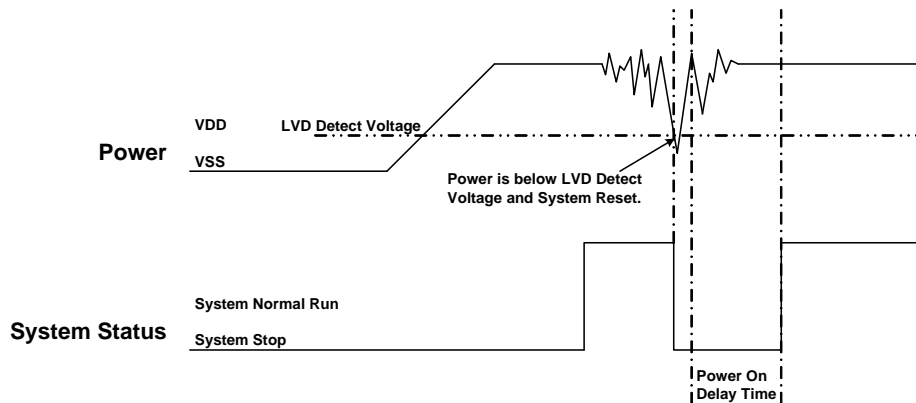 VDD
LVD Detect Voltage
Power
VSS
Power is below LVD Detect
Voltage and System Reset.
System Normal Run
System Status
System Stop
Power On
Delay Time